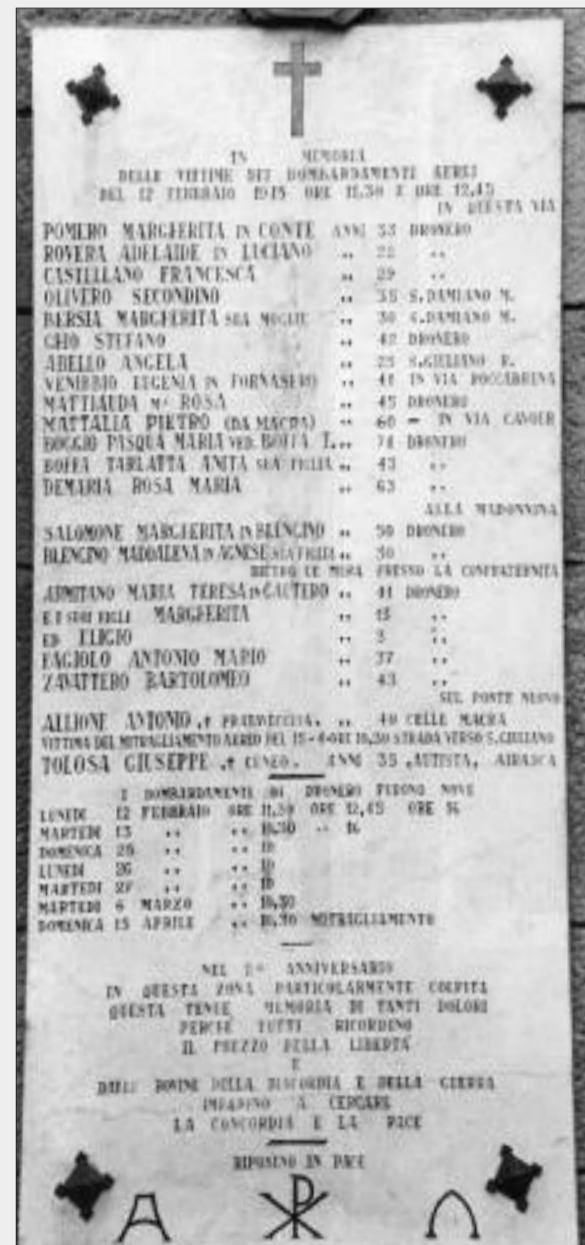 IN MEMORIA
DELLE VITTIME DEI BOMBARDAMENTI AEREI
DEL 12 FEBBRAIO 1945 ORE 11,30 E ORE 12,45
IN QUESTA VIA
POMERO MARGHERITA IN CONTE ANNI 33 DRONERO
ROVERA ADELAIDE IN LUCIANO ,, 22 ,,
CASTELLANO FRANCESCA ,, 29 ,,
OLIVERO SECONDINO ,, 35 S.DAMIANO M.
BERSIA MARGHERITA SUA MOGLIE ,, 30 S.DAMIANO M.
GHIO STEFANO ,, 42 DRONERO
ABELLO ANGELA ,, 23 S.GIULIANO R.
VENIBBIO EUGENIA IN FORNASERO ,, 41 IN VIA ROCCABRUNA
MATTIAUDA Mª ROSA ,, 45 DRONERO
MATTALIA PIETRO (DA MACRA) ,, 60 – IN VIA CAVOUR
BOGGIO PASQUA MARIA VED. BOFFA T. ,, 74 DRONERO
BOFFA TARLATTA ANITA SUA FIGLIA ,, 43 ,,
DEMARIA ROSA MARIA ,, 63 ,,
ALLA MADONNINA
SALOMONE MARGHERITA IN BLENGINO ,, 50 DRONERO
BLENGINO MADDALENA IN AGNESE SUA FIGLIA ,, 30 ,,
DIETRO LE MURA PRESSO LA CONFRATERNITA
ARMITANO MARIA TERESA IN GAUTERO ,, 41 DRONERO
E I SUOI FIGLI MARGHERITA ,, 15 ,,
ED ELIGIO ,, 3 ,,
FAGIOLO ANTONIO MARIO ,, 37 ,,
ZAVATTERO BARTOLOMEO ,, 43 ,,
SUL PONTE NUOVO
ALLIONE ANTONIO , † PRATAVECCHIA. ,, 40 CELLE MACRA
VITTIMA DEL MITRAGLIAMENTO AEREO DEL 15-4-ORE 10,30 STRADA VERSO S.GIULIANO
TOLOSA GIUSEPPE , † CUNEO. ANNI 35 , AUTISTA, AIRASCA
I BOMBARDAMENTI DI DRONERO FURONO NOVE
LUNEDI 12 FEBBRAIO ORE 11,30 ORE 12,45 ORE 16
MARTEDI 13 ,, ,, 10,30 ,, 16
DOMENICA 25 ,, ,, 10
LUNEDI 26 ,, ,, 10
MARTEDI 27 ,, ,, 10
MARTEDI 6 MARZO ,, 10,30
DOMENICA 15 APRILE ,, 10,30 MITRAGLIAMENTO
NEL ANNIVERSARIO
IN QUESTA ZONA PARTICOLARMENTE COLPITA
QUESTA TENUE MEMORIA DI TANTI DOLORI
PERCHÈ TUTTI RICORDINO
IL PREZZO DELLA LIBERTÀ
E
DALLE ROVINE DELLA DISCORDIA E DELLA GUERRA
IMPARINO A CERCARE
LA CONCORDIA E LA PACE
RIPOSINO IN PACE